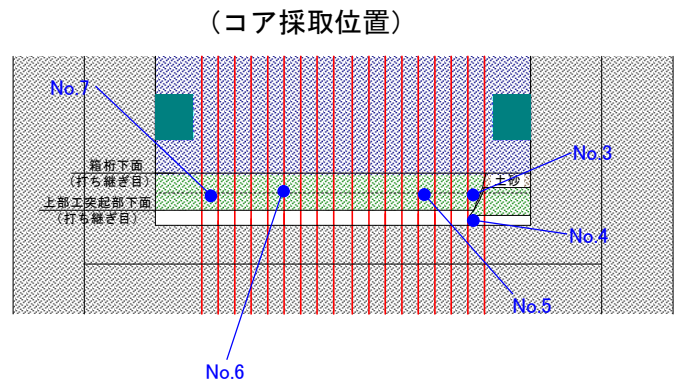 （コア採取位置）
No.7
箱桁下面
（打ち継ぎ目）
土砂
No.3
上部工突起部下面
（打ち継ぎ目）
No.4
No.5
No.6